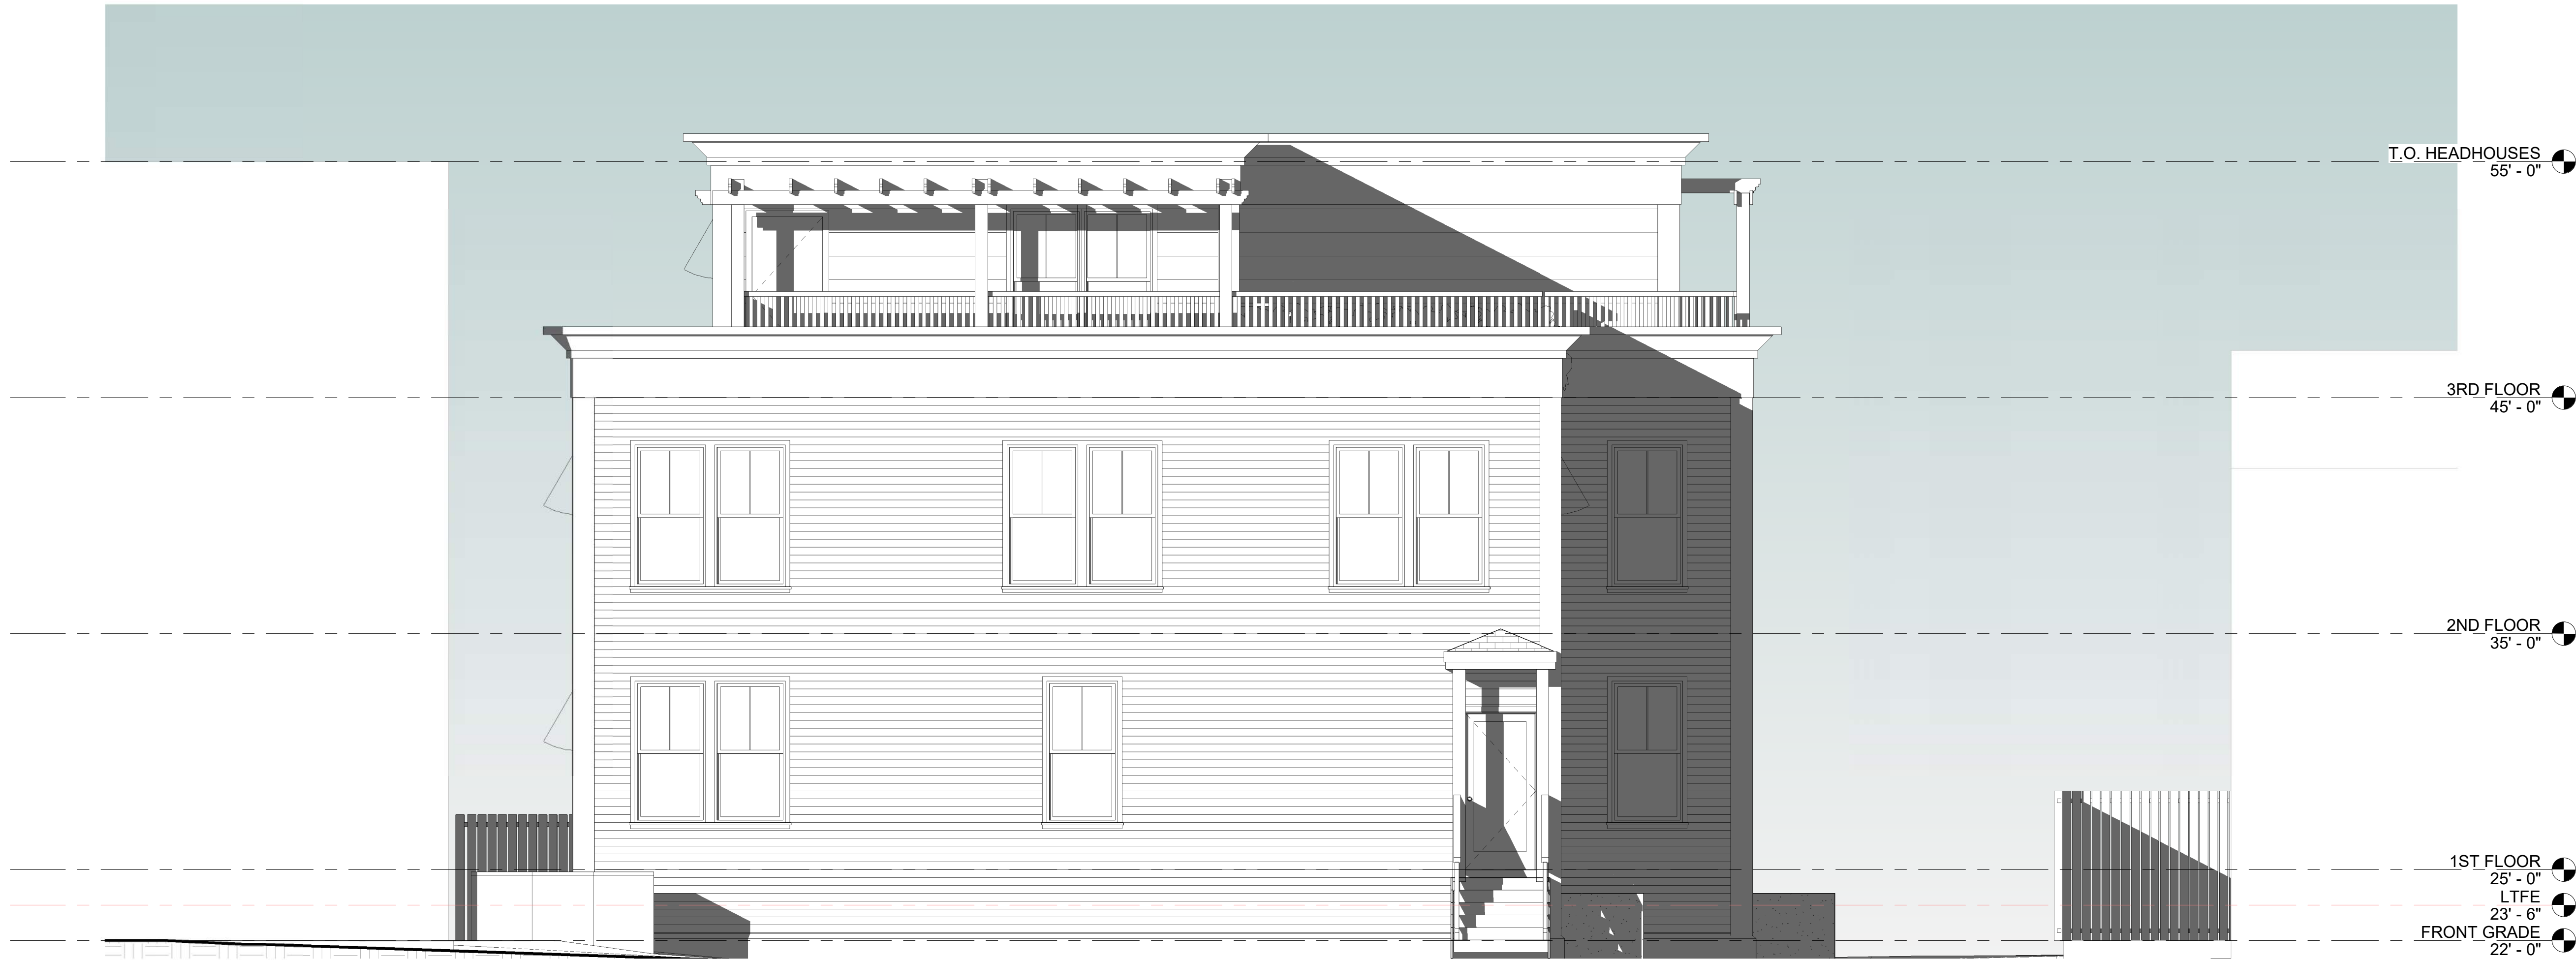 T.O. HEADHOUSES
55' - 0"
3RD FLOOR
45' - 0"
2ND FLOOR
35' - 0"
1ST FLOOR
25' - 0"
LTFE
23' - 6"
FRONT GRADE
22' - 0"